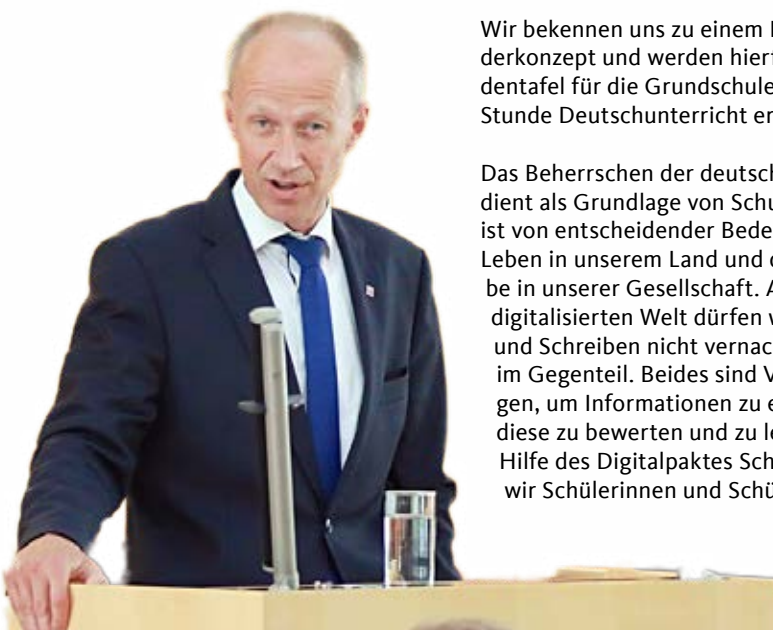 Wir bekennen uns zu einem
derkonzept und werden hierf
dentafel für die Grundschule
Stunde Deutschunterricht er
Das Beherrschen der deutsch
dient als Grundlage von Schu
ist von entscheidender Bede
Leben in unserem Land und
be in unserer Gesellschaft. A
digitalisierten Welt dürfen
und Schreiben nicht vernac
im Gegenteil. Beides sind V
gen, um Informationen zu e
diese zu bewerten und zu le
Hilfe des Digitalpaktes Sch
wir Schülerinnen und Schü